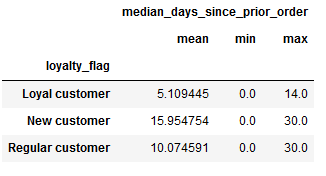 median_days_since_prior_order
mean min max
loyalty_flag
Loyal customer 5.109445 0.0 14.0
New customer 15.954754 0.0 30.0
Regular customer 10.074591 0.0 30.0